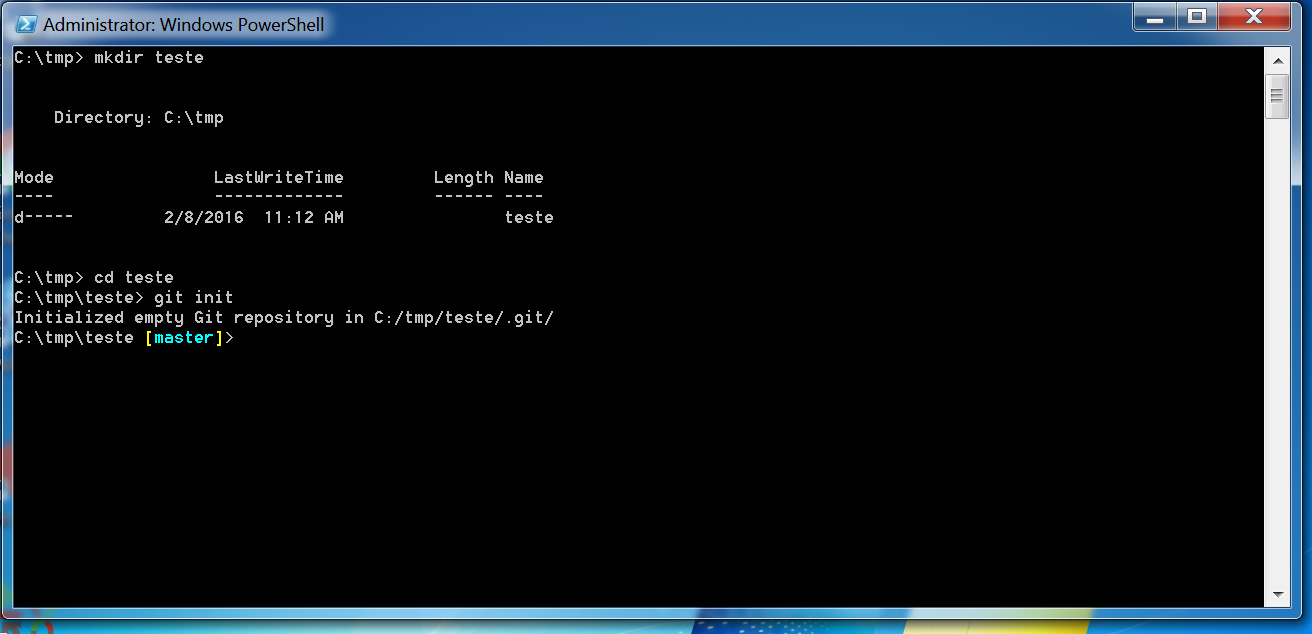 Administrator: Windows PowerShell
C:\tmp> mkdir teste
    Directory: C:\tmp
Mode                LastWriteTime         Length Name
----                -------------         ------ ----
d-----         2/8/2016  11:12 AM                teste
C:\tmp> cd teste
C:\tmp\teste> git init
Initialized empty Git repository in C:/tmp/teste/.git/
C:\tmp\teste [master]>